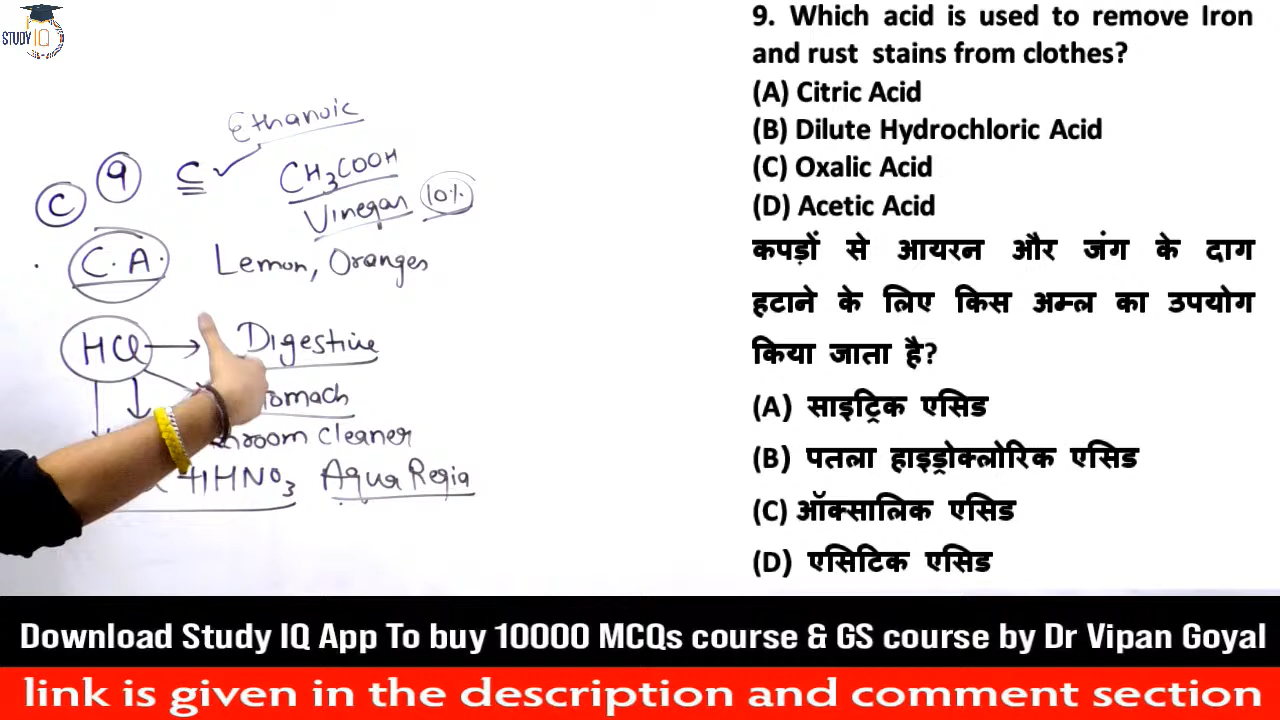 STUDY IQ
9. Which acid is used to remove Iron
and rust stains from clothes?
(A) Citric Acid
(B) Dilute Hydrochloric Acid
(C) Oxalic Acid
(D) Acetic Acid
कपड़ों से आयरन और जंग के दाग
हटाने के लिए किस अम्ल का उपयोग
किया जाता है?
(A) साइट्रिक एसिड
(B) पतला हाइड्रोक्लोरिक एसिड
(C) ऑक्सालिक एसिड
(D) एसिटिक एसिड
Ethanoic
C 9 C CH₃COOH
Vinegar 10%
C.A. Lemon, Oranges
HCl → Digestive
HNO₃ Aqua Regia
cleaner
Download Study IQ App To buy 10000 MCQs course & GS course by Dr Vipan Goyal
link is given in the description and comment section